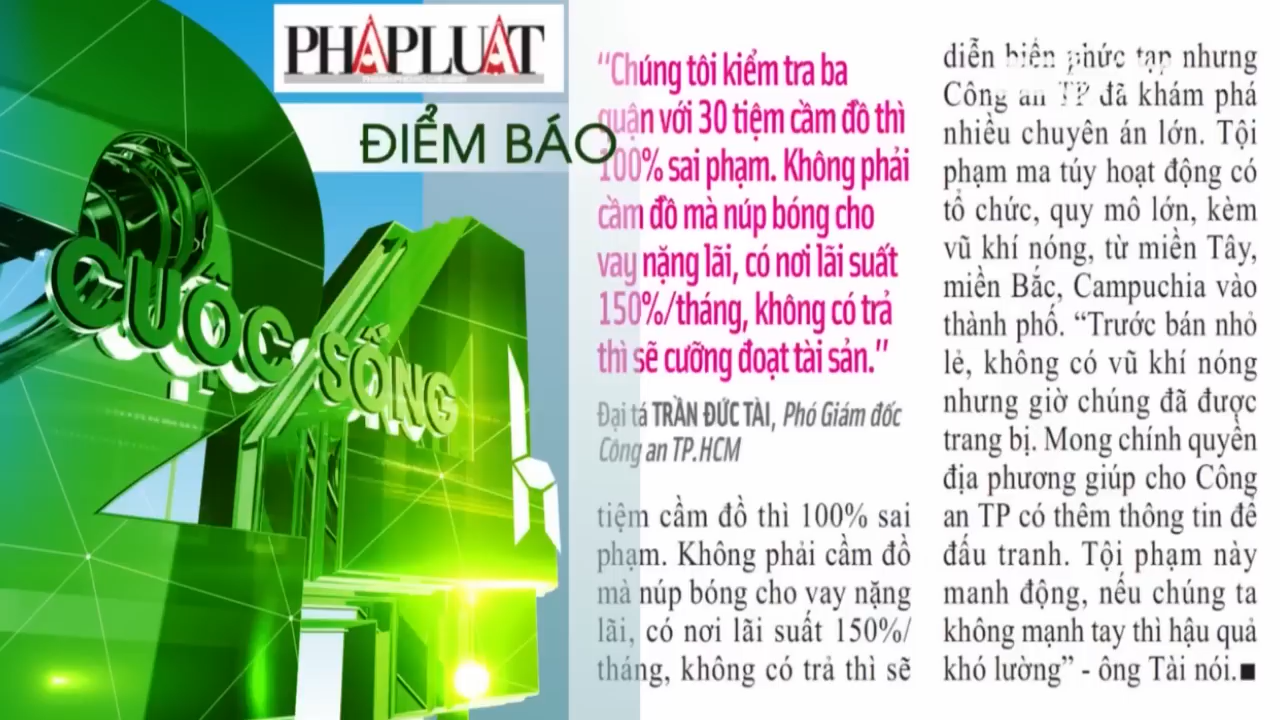 PHÁPLUẬT
ĐIỂM BÁO
CUỘC SỐNG
24h
“Chúng tôi kiểm tra ba
quận với 30 tiệm cầm đồ thì
100% sai phạm. Không phải
cầm đồ mà núp bóng cho
vay nặng lãi, có nơi lãi suất
150%/tháng, không có trả
thì sẽ cưỡng đoạt tài sản.”
Đại tá TRẦN ĐỨC TÀI, Phó Giám đốc
Công an TP.HCM
tiệm cầm đồ thì 100% sai
phạm. Không phải cầm đồ
mà núp bóng cho vay nặng
lãi, có nơi lãi suất 150%/
tháng, không có trả thì sẽ
diễn biến phức tạp nhưng
Công an TP đã khám phá
nhiều chuyên án lớn. Tội
phạm ma túy hoạt động có
tổ chức, quy mô lớn, kèm
vũ khí nóng, từ miền Tây,
miền Bắc, Campuchia vào
thành phố. “Trước bán nhỏ
lẻ, không có vũ khí nóng
nhưng giờ chúng đã được
trang bị. Mong chính quyền
địa phương giúp cho Công
an TP có thêm thông tin để
đấu tranh. Tội phạm này
manh động, nếu chúng ta
không mạnh tay thì hậu quả
khó lường” - ông Tài nói.■